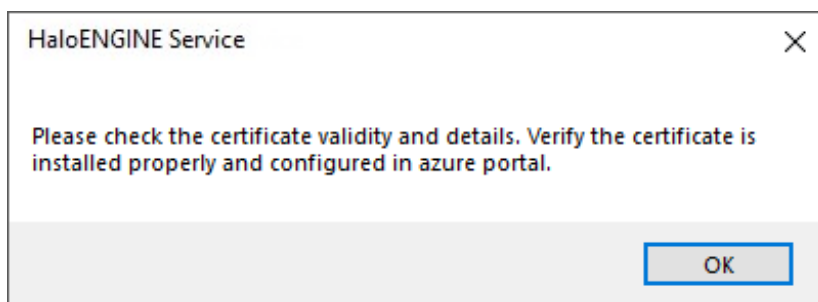 HaloENGINE Service
Please check the certificate validity and details. Verify the certificate is
installed properly and configured in azure portal.
OK